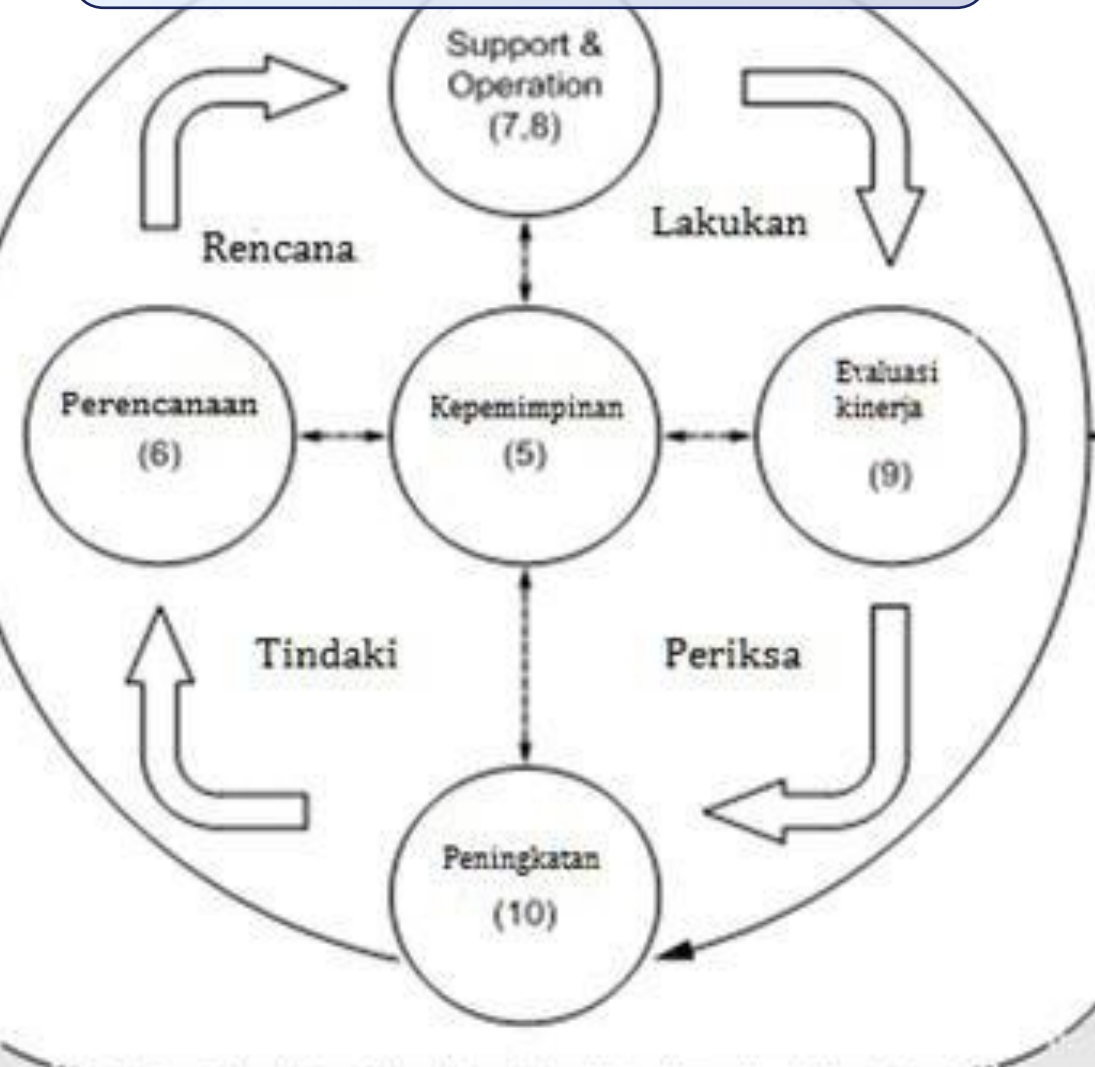 Support &
Operation
(7,8)
Lakukan
Rencana
Perencanaan
(6)
Kepemimpinan
(5)
Evaluasi
kinerja
(9)
Tindaki
Periksa
Peningkatan
(10)